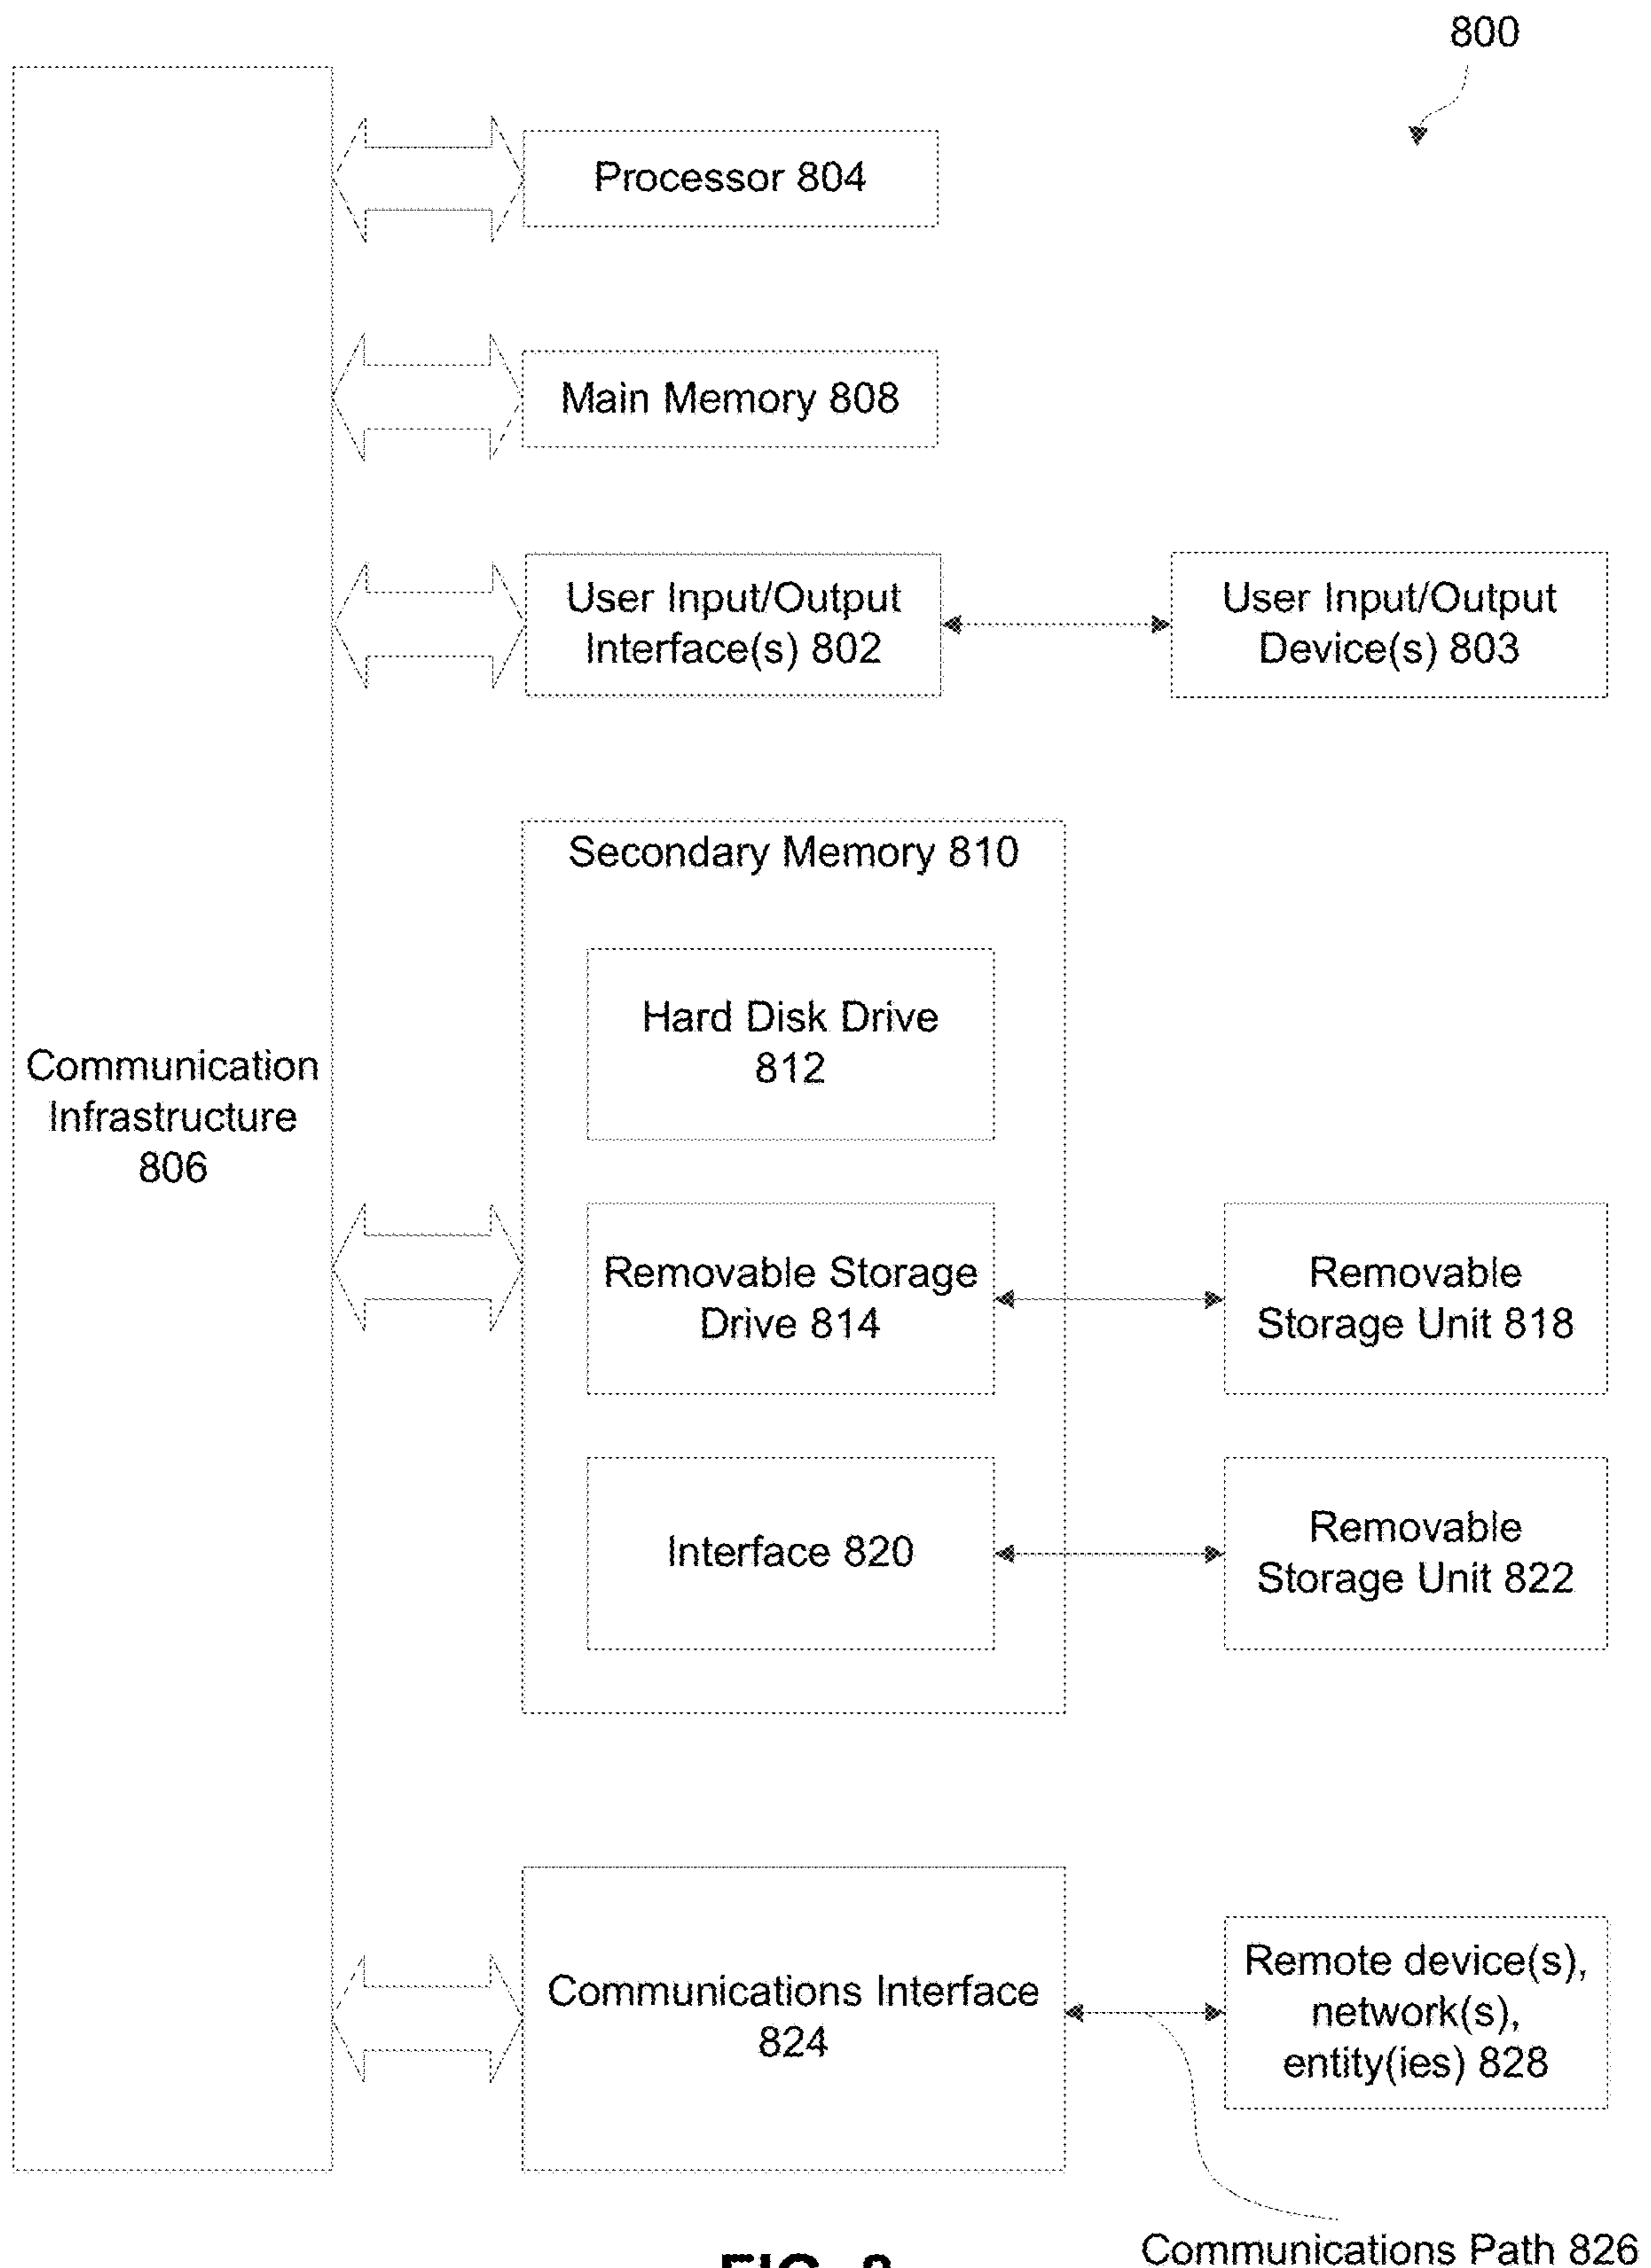 800
Processor 804
Main Memory 808
User Input/Output
Interface(s) 802
User Input/Output
Device(s) 803
Secondary Memory 810
Hard Disk Drive
812
Communication
Infrastructure
806
Removable Storage
Drive 814
Removable
Storage Unit 818
Interface 820
Removable
Storage Unit 822
Communications Interface
824
Remote device(s),
network(s),
entity(ies) 828
Communications Path 826
FIG. 8